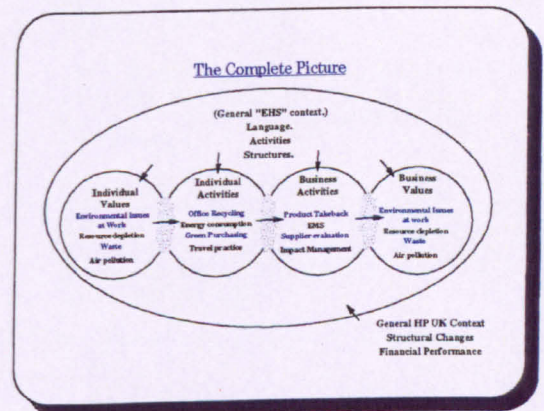 The Complete Picture
(General "EHS" context.)
Language.
Activities
Structures.
Individual
Values
Environmental Issues
at Work
Resource depletion
Waste
Air pollution
Individual
Activities
Office Recycling
Energy consumption
Green Purchasing
Travel practice
Business
Activities
Product Takeback
EMS
Supplier evaluation
Impact Management
Business
Values
Environmental Issues
at work
Resource depletion
Waste
Air pollution
General HP UK Context
Structural Changes
Financial Performance